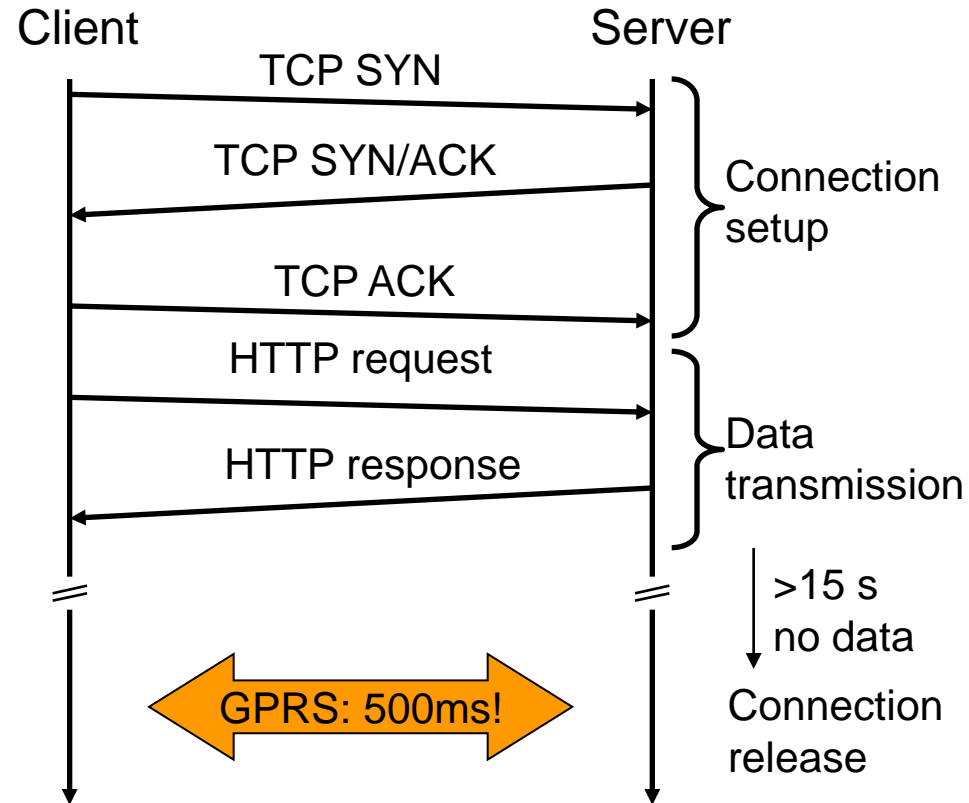 Client
Server
TCP SYN
TCP SYN/ACK
Connection
setup
TCP ACK
HTTP request
Data
transmission
HTTP response
>15 s
no data
GPRS: 500ms!
Connection
release